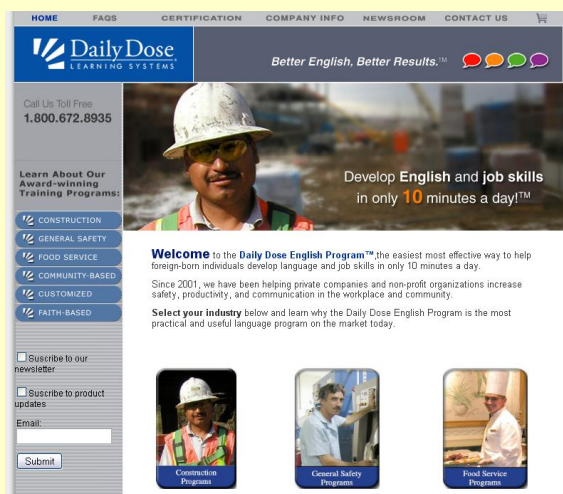 HOME FAQS CERTIFICATION COMPANY INFO NEWSROOM CONTACT US
Daily Dose
LEARNING SYSTEMS
Better English, Better Results.™
Call Us Toll Free
1.800.672.8935
Develop English and job skills
in only 10 minutes a day!™
Learn About Our
Award-winning
Training Programs:
CONSTRUCTION
GENERAL SAFETY
FOOD SERVICE
COMMUNITY-BASED
CUSTOMIZED
FAITH-BASED
Welcome to the Daily Dose English Program™,the easiest most effective way to help
foreign-born individuals develop language and job skills in only 10 minutes a day.
Since 2001, we have been helping private companies and non-profit organizations increase
safety, productivity, and communication in the workplace and community.
Select your industry below and learn why the Daily Dose English Program is the most
practical and useful language program on the market today.
Suscribe to our
newsletter
Suscribe to product
updates
Email:
Submit
Construction
Programs
General Safety
Programs
Food Service
Programs